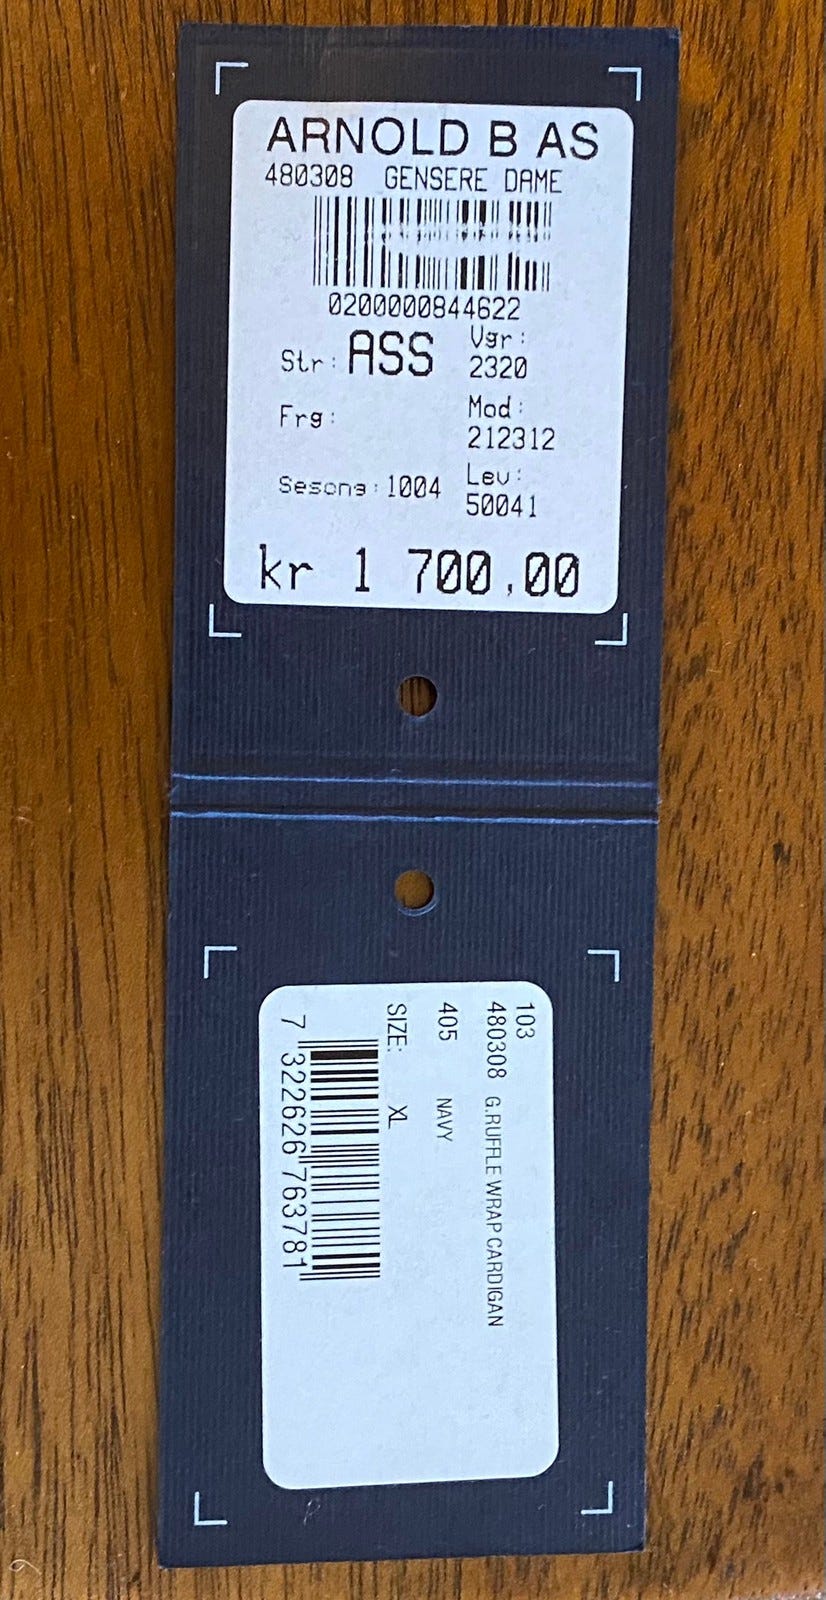 ARNOLD B AS
480308 GENSERE DAME
0200000844622
Str: ASS
Vgr:
2320
Frg:
Mod:
212312
Sesong: 1004
Lev:
50041
kr 1 700,00
103
480308 G.RUFFLE WRAP CARDIGAN
405 NAVY
SIZE: XL
7 322626 763781